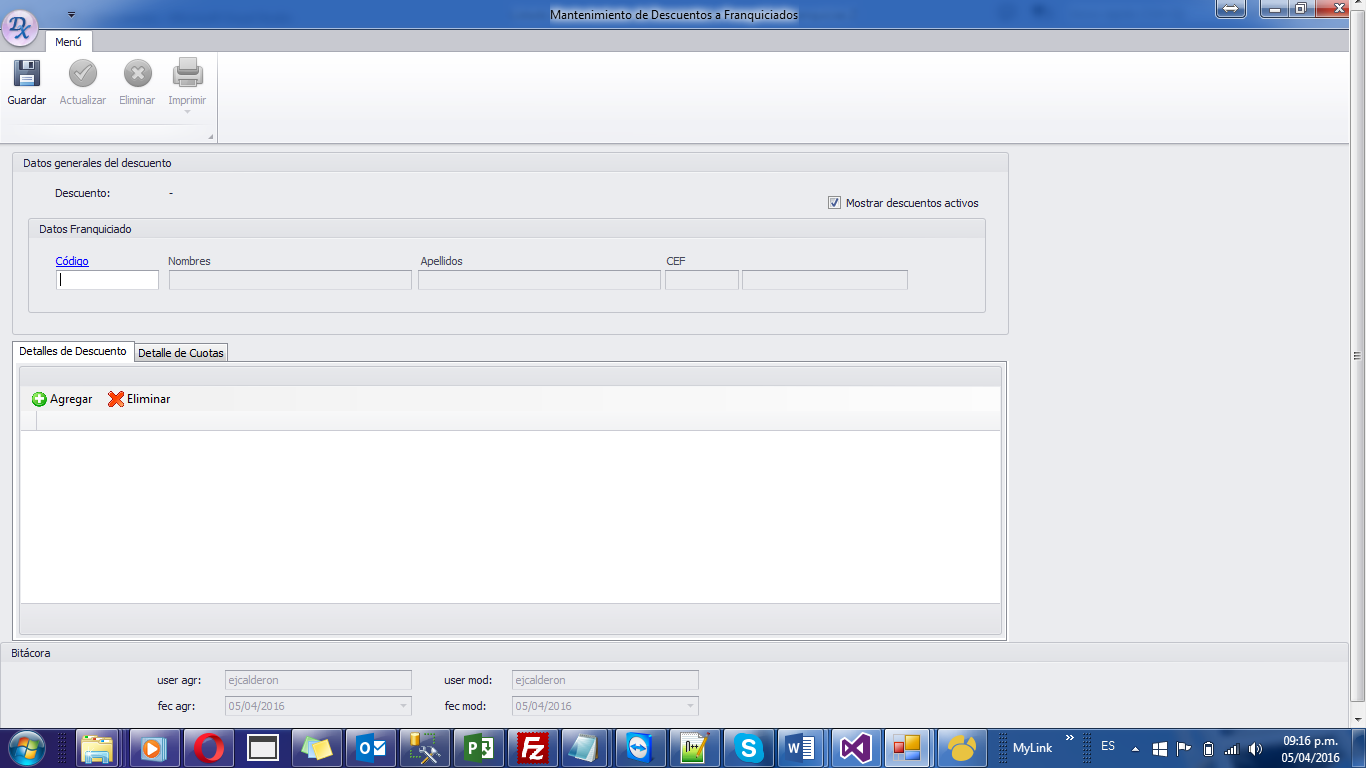 Mantenimiento de Descuentos a Franquiciados
Menú
Guardar Actualizar Eliminar Imprimir
Datos generales del descuento
Descuento: -
Mostrar descuentos activos
Datos Franquiciado
Código Nombres Apellidos CEF
Detalles de Descuento Detalle de Cuotas
Agregar Eliminar
Bitácora
user agr: ejcalderon user mod: ejcalderon
fec agr: 05/04/2016 fec mod: 05/04/2016
MyLink » ES 09:16 p.m.
05/04/2016